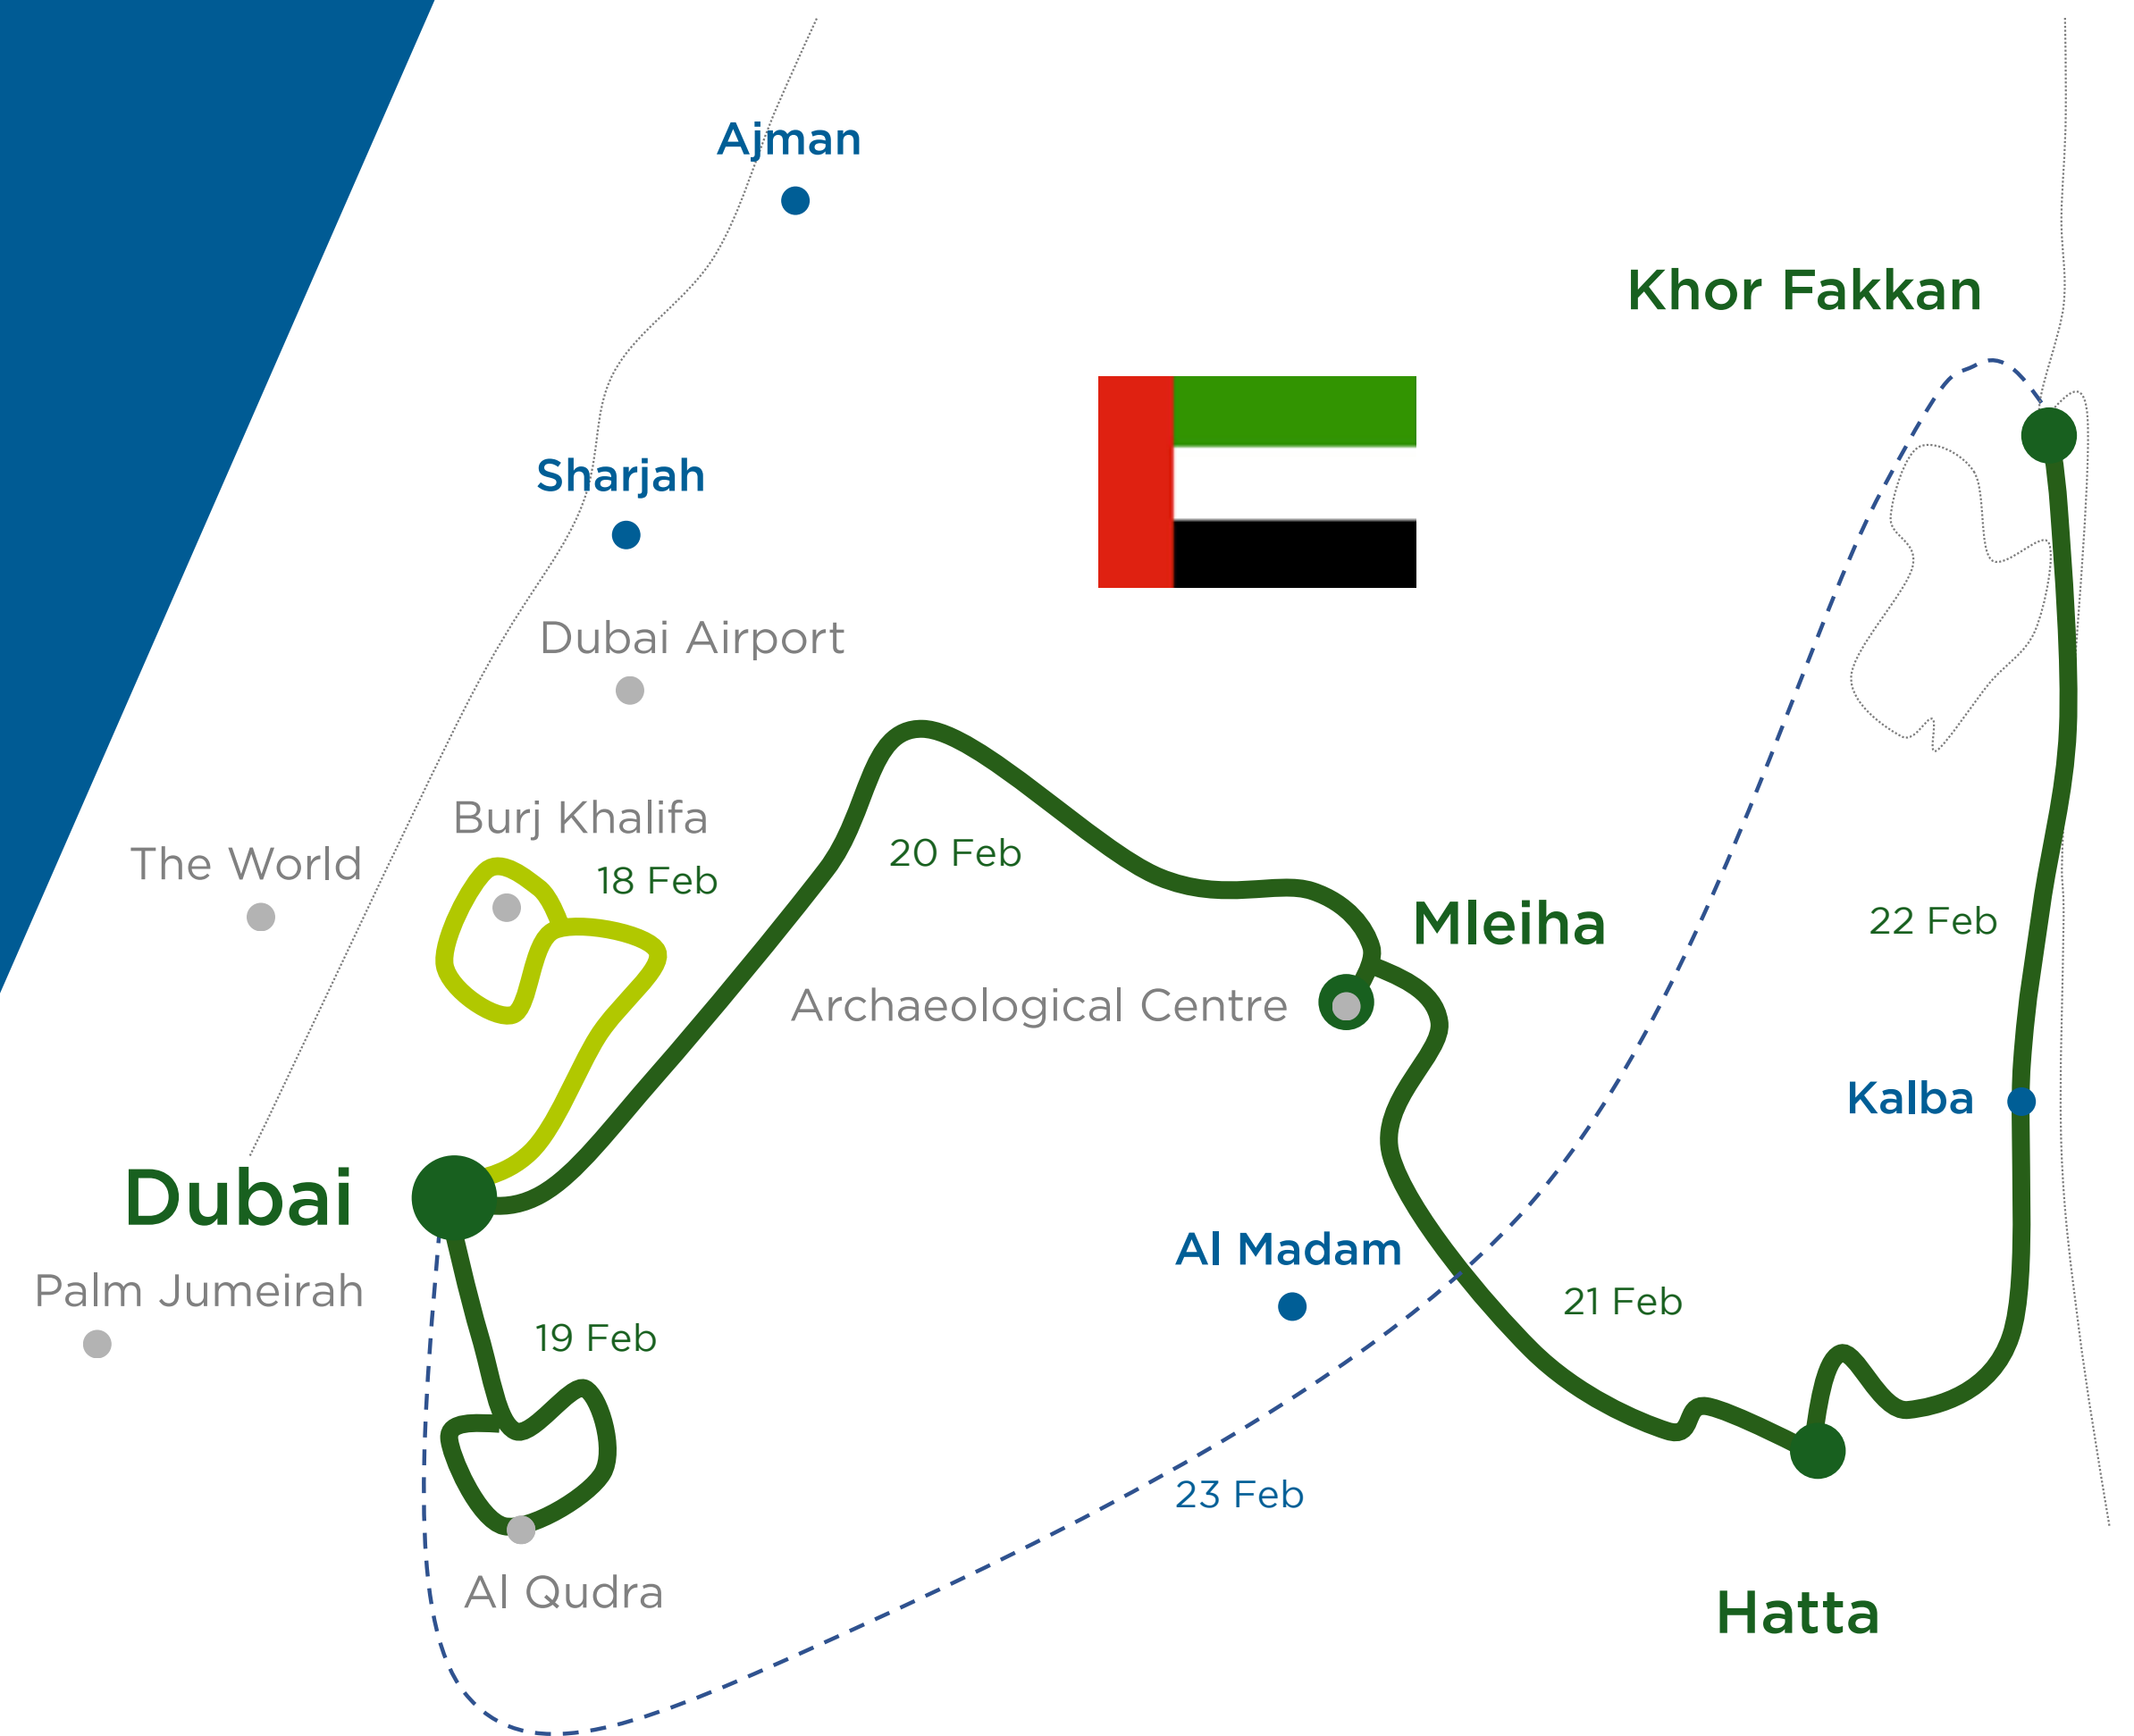 Ajman
Khor Fakkan
Sharjah
Dubai Airport
Burj Khalifa
The World
18 Feb
20 Feb
Mleiha
22 Feb
Archaeological Centre
Kalba
Dubai
Al Madam
Palm Jumeirah
21 Feb
19 Feb
23 Feb
Al Qudra
Hatta